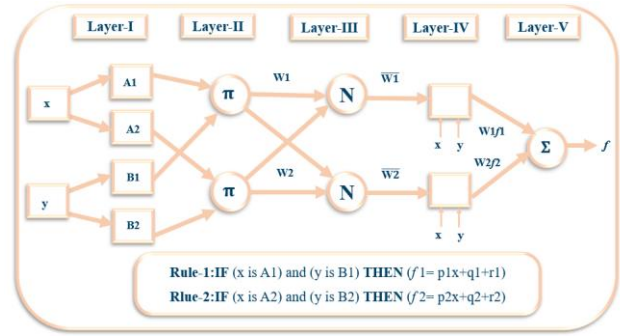 Layer-I Layer-II Layer-III Layer-IV Layer-V
x
A1
A2
y
B1
B2
π
π
W1
W2
N
N
W̅1̅
W̅2̅
x y
x y
W1f1
W2f2
Σ
f
Rule-1:IF (x is A1) and (y is B1) THEN (f1= p1x+q1+r1)
Rlue-2:IF (x is A2) and (y is B2) THEN (f2= p2x+q2+r2)